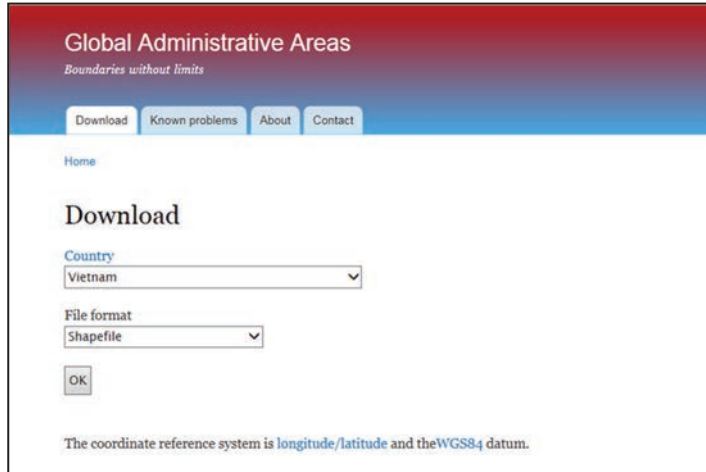 Global Administrative Areas
Boundaries without limits
Download Known problems About Contact
Home
Download
Country
Vietnam
File format
Shapefile
OK
The coordinate reference system is longitude/latitude and theWGS84 datum.